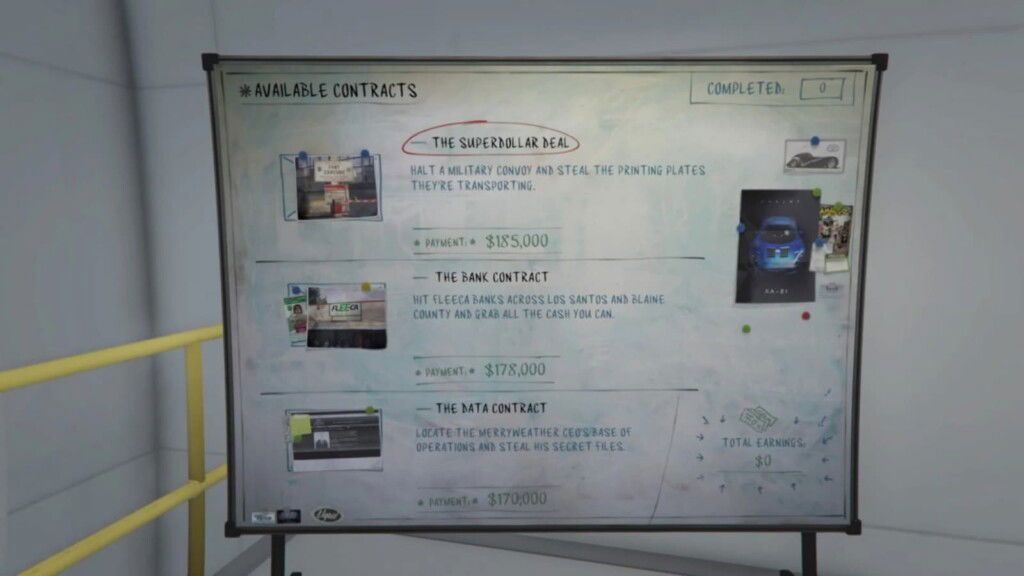 *AVAILABLE CONTRACTS
COMPLETED: 0
— THE SUPERDOLLAR DEAL
HALT A MILITARY CONVOY AND STEAL THE PRINTING PLATES
THEY'RE TRANSPORTING.
* PAYMENT: * $185,000
— THE BANK CONTRACT
HIT FLEECA BANKS ACROSS LOS SANTOS AND BLAINE
COUNTY AND GRAB ALL THE CASH YOU CAN.
FLEECA
* PAYMENT: * $178,000
— THE DATA CONTRACT
LOCATE THE MERRYWEATHER CEO'S BASE OF
OPERATIONS AND STEAL HIS SECRET FILES.
* PAYMENT: * $170,000
TOTAL EARNINGS:
$0